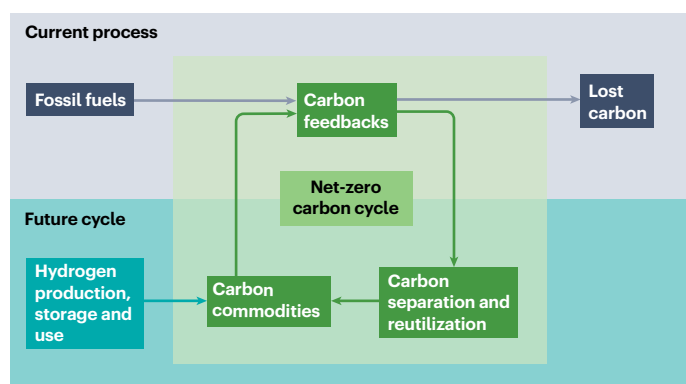 Current process
Fossil fuels
Carbon
feedbacks
Lost
carbon
Net-zero
carbon cycle
Future cycle
Hydrogen
production,
storage and
use
Carbon
commodities
Carbon
separation and
reutilization